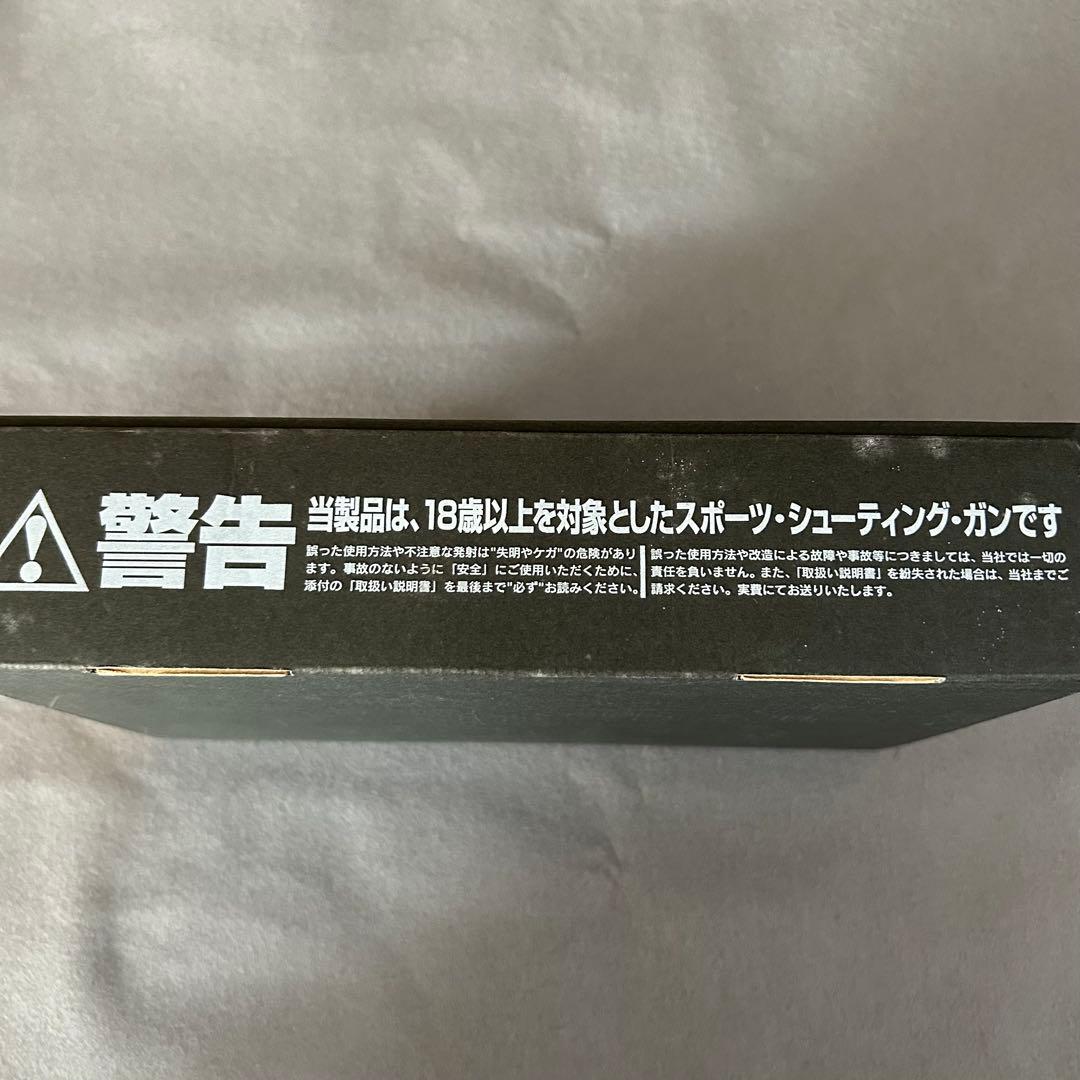 警告
当製品は、18歳以上を対象としたスポーツ・シューティング・ガンです
誤った使用方法や不注意な発射は"失明やケガ"の危険があり
ます。事故のないように「安全」にご使用いただくために、
添付の「取扱い説明書」を最後まで"必ず"お読みください。
誤った使用方法や改造による故障や事故等につきましては、当社では一切の
責任を負いません。また、「取扱い説明書」を紛失された場合は、当社までご
請求ください。実費にてお送りいたします。